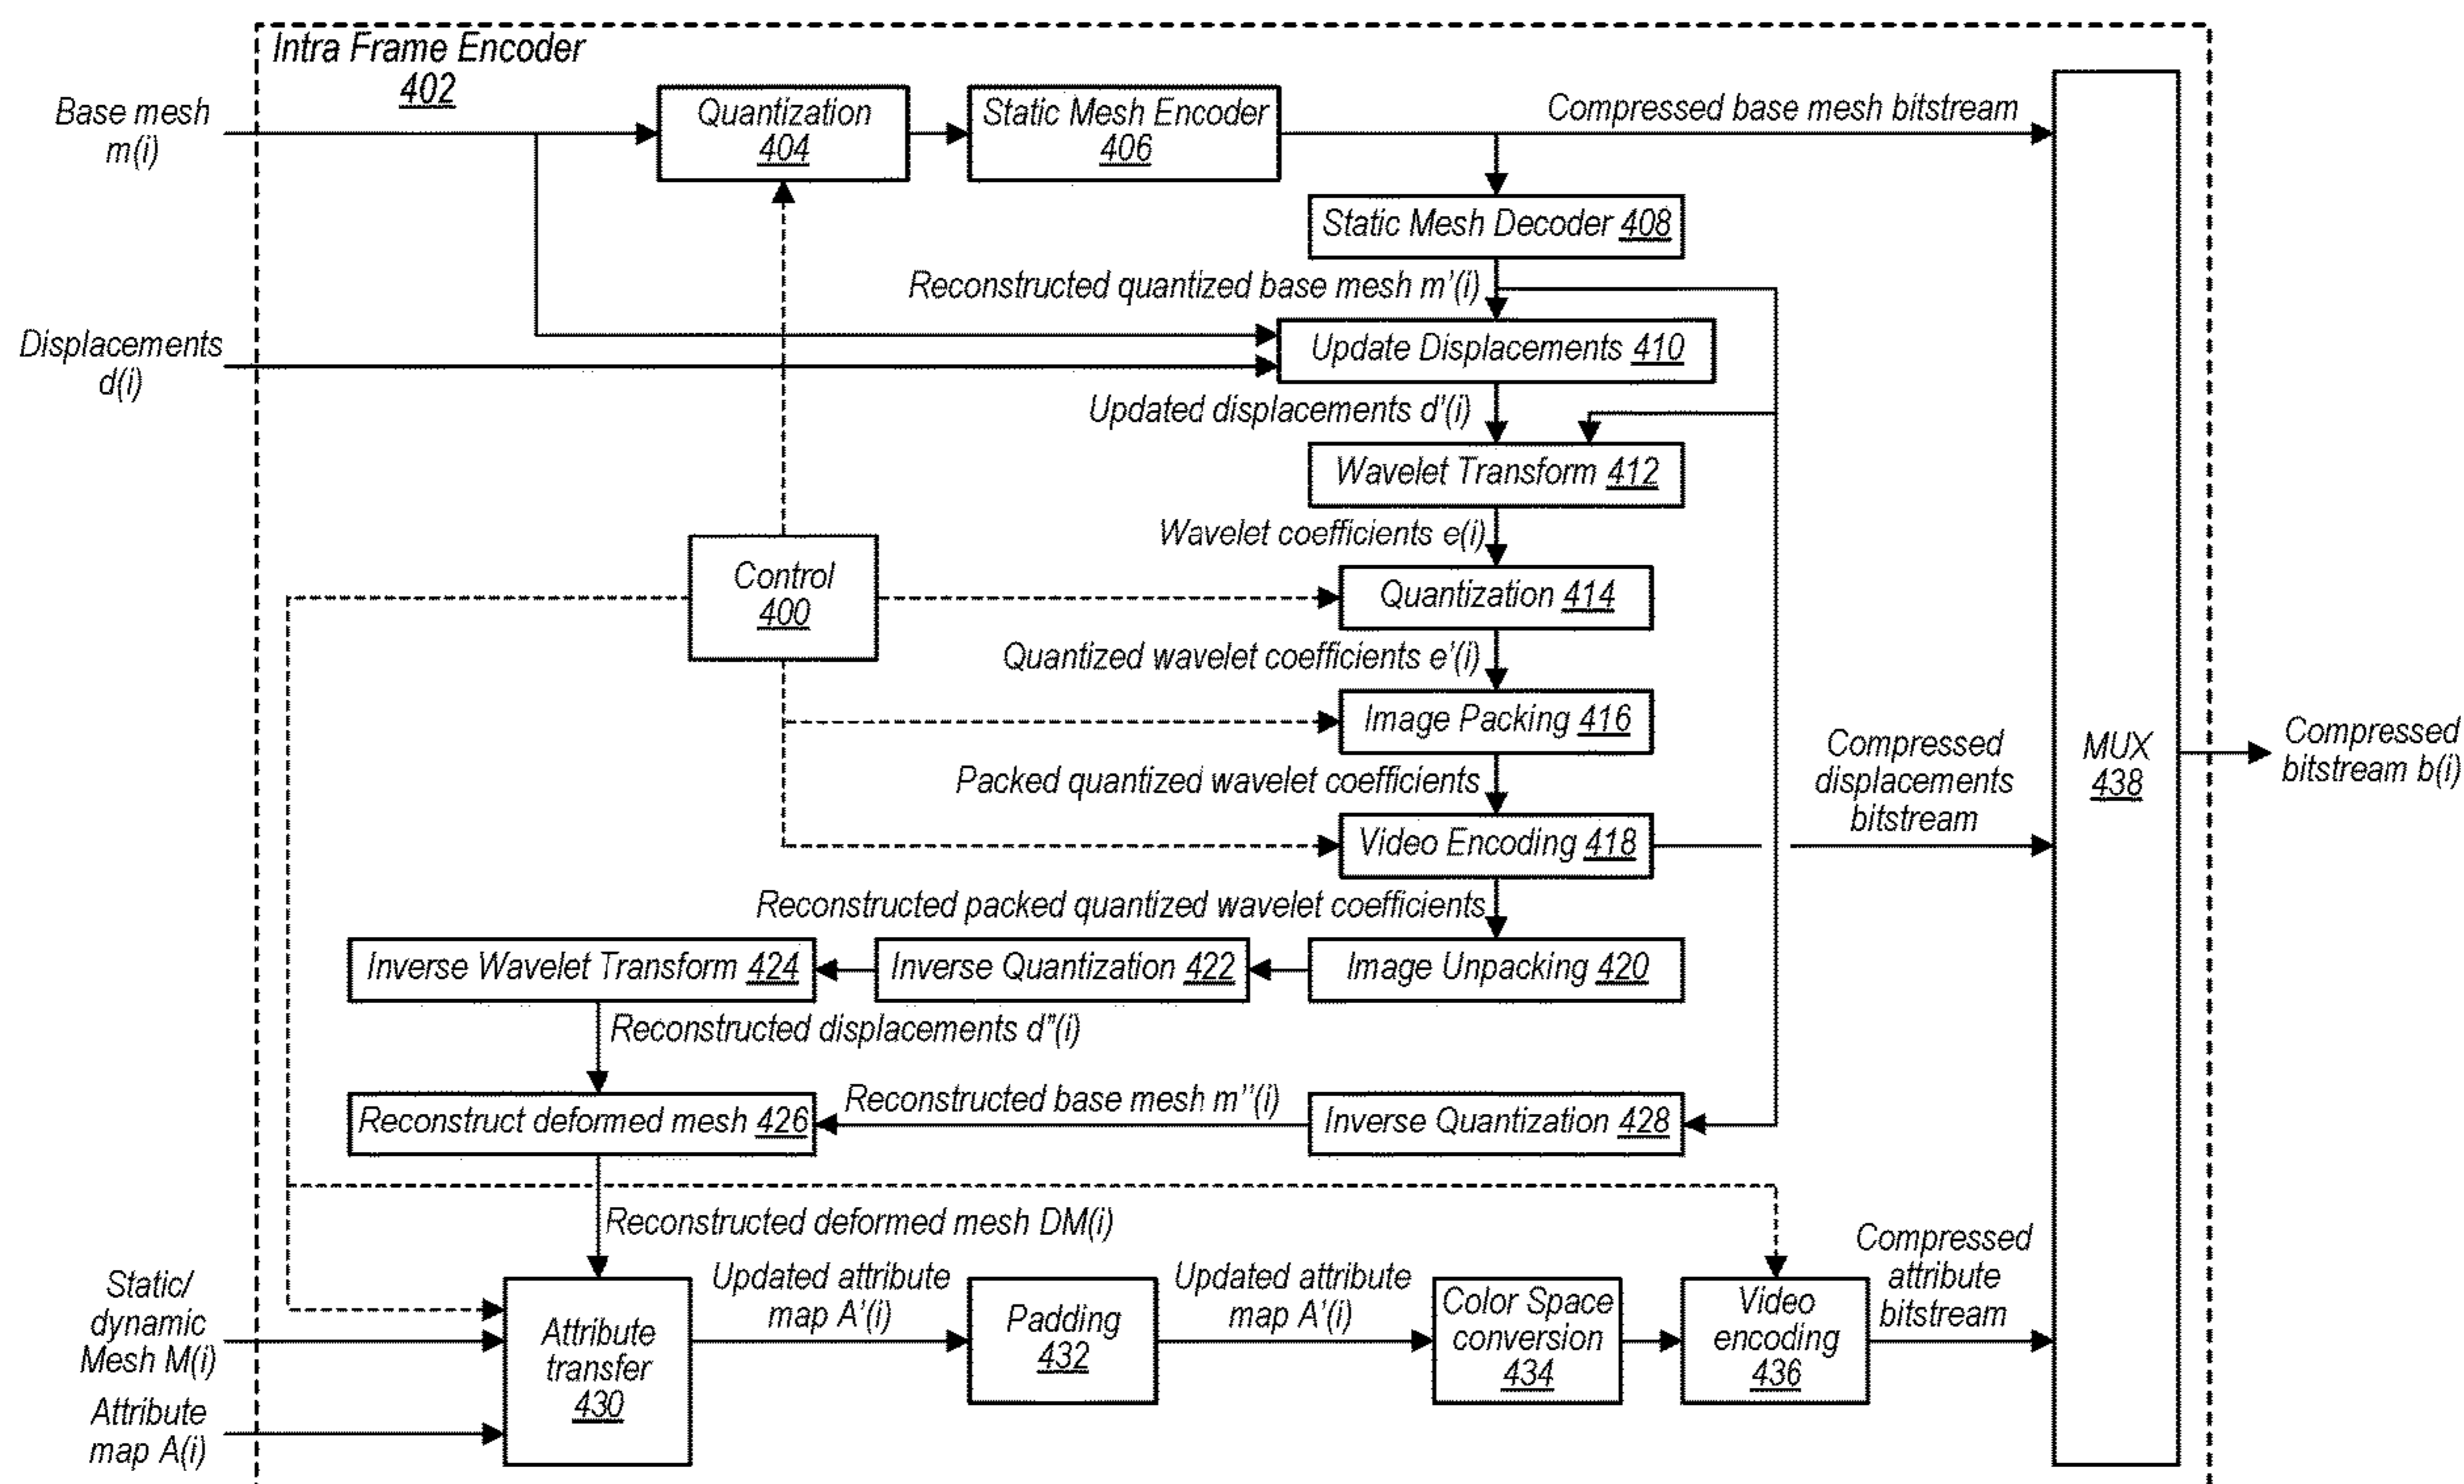 Intra Frame Encoder
402
Base mesh
m(i)
Quantization
404
Static Mesh Encoder
406
Compressed base mesh bitstream
Static Mesh Decoder 408
Reconstructed quantized base mesh m'(i)
Displacements
d(i)
Update Displacements 410
Updated displacements d'(i)
Wavelet Transform 412
Wavelet coefficients e(i)
Control
400
Quantization 414
Quantized wavelet coefficients e'(i)
Image Packing 416
Packed quantized wavelet coefficients
Video Encoding 418
Compressed
displacements
bitstream
MUX
438
Compressed
bitstream b(i)
Reconstructed packed quantized wavelet coefficients
Inverse Wavelet Transform 424
Inverse Quantization 422
Image Unpacking 420
Reconstructed displacements d"(i)
Reconstruct deformed mesh 426
Reconstructed base mesh m''(i)
Inverse Quantization 428
Reconstructed deformed mesh DM(i)
Static/
dynamic
Mesh M(i)
Attribute
map A(i)
Attribute
transfer
430
Updated attribute
map A'(i)
Padding
432
Updated attribute
map A'(i)
Color Space
conversion
434
Video
encoding
436
Compressed
attribute
bitstream